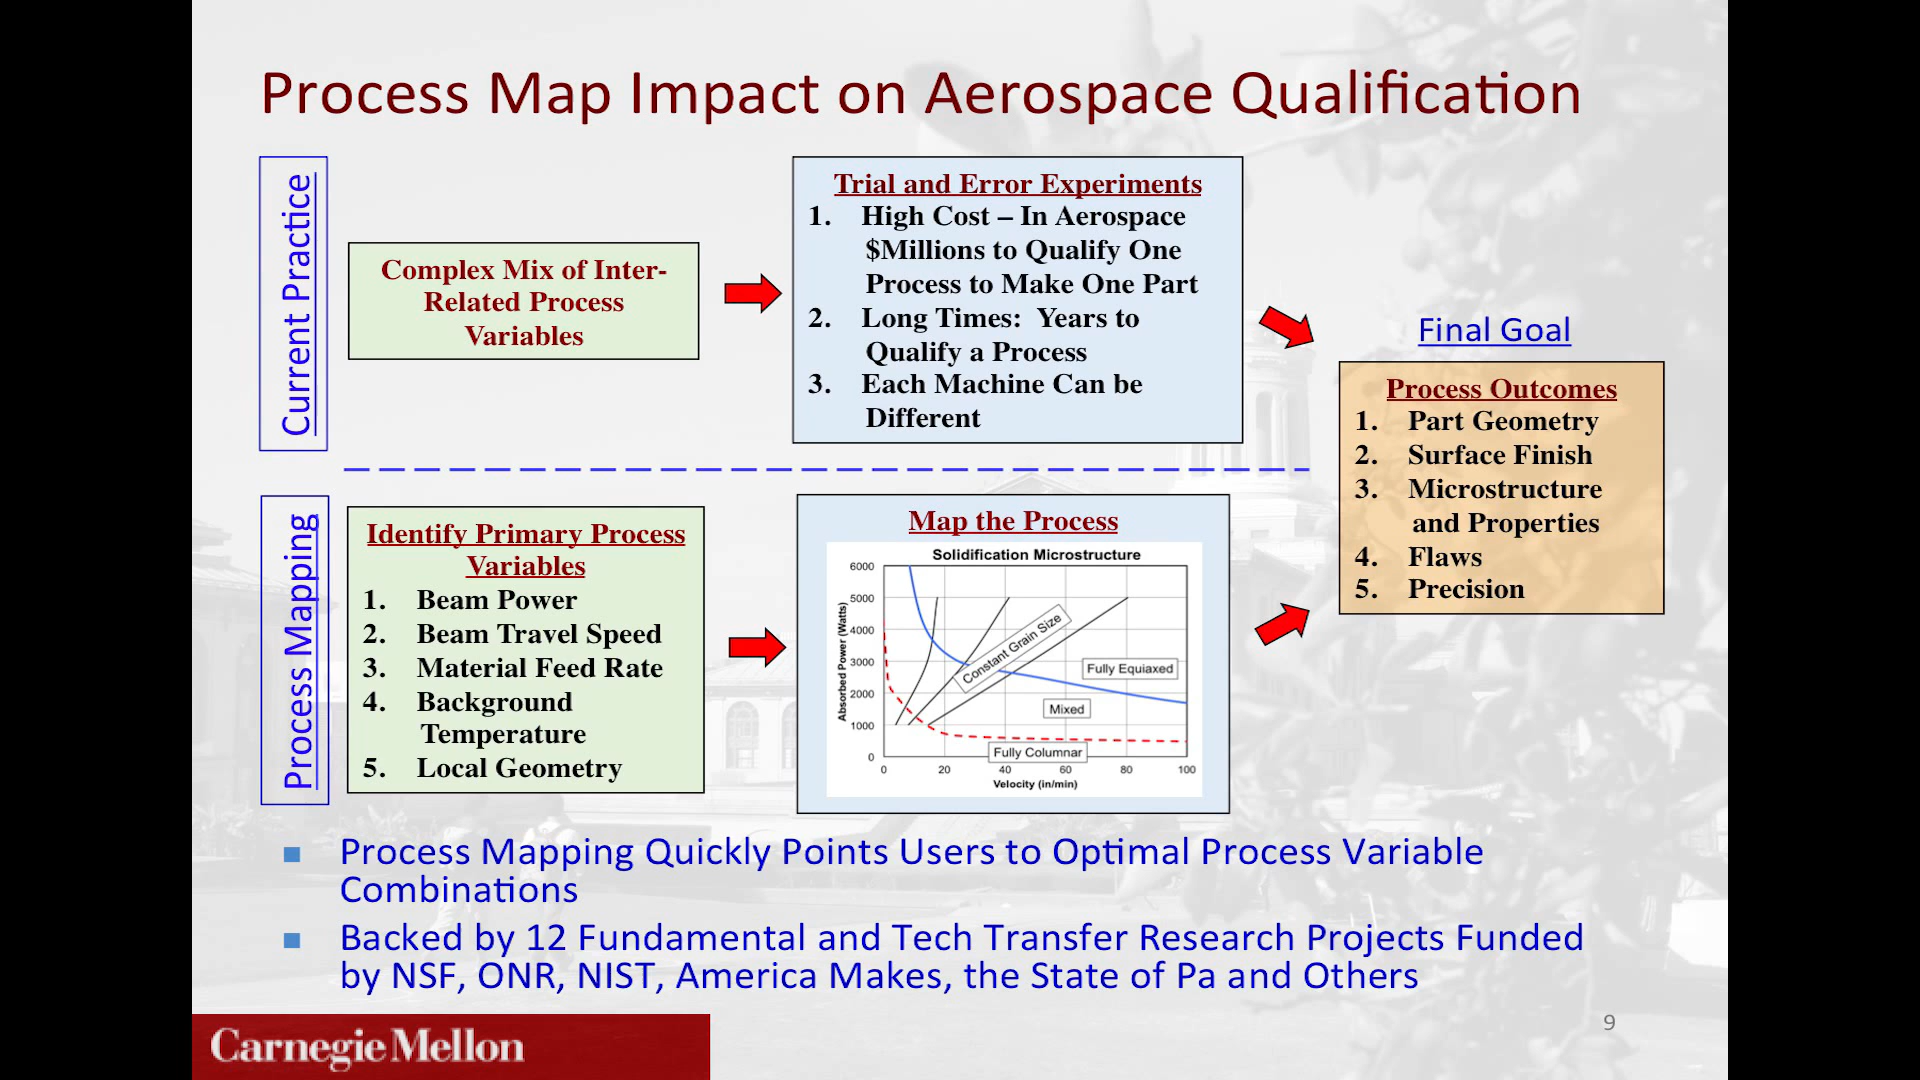 Process Map Impact on Aerospace Qualification
Current Practice
Complex Mix of Inter-
Related Process
Variables
Trial and Error Experiments
1. High Cost – In Aerospace
$Millions to Qualify One
Process to Make One Part
2. Long Times: Years to
Qualify a Process
3. Each Machine Can be
Different
Final Goal
Process Outcomes
1. Part Geometry
2. Surface Finish
3. Microstructure
and Properties
4. Flaws
5. Precision
Process Mapping
Identify Primary Process
Variables
1. Beam Power
2. Beam Travel Speed
3. Material Feed Rate
4. Background
Temperature
5. Local Geometry
Map the Process
Solidification Microstructure
Absorbed Power (Watts)
6000
5000
4000
3000
2000
1000
0
Constant Grain Size
Fully Equiaxed
Mixed
Fully Columnar
0 20 40 60 80 100
Velocity (in/min)
Process Mapping Quickly Points Users to Optimal Process Variable
Combinations
Backed by 12 Fundamental and Tech Transfer Research Projects Funded
by NSF, ONR, NIST, America Makes, the State of Pa and Others
9
Carnegie Mellon